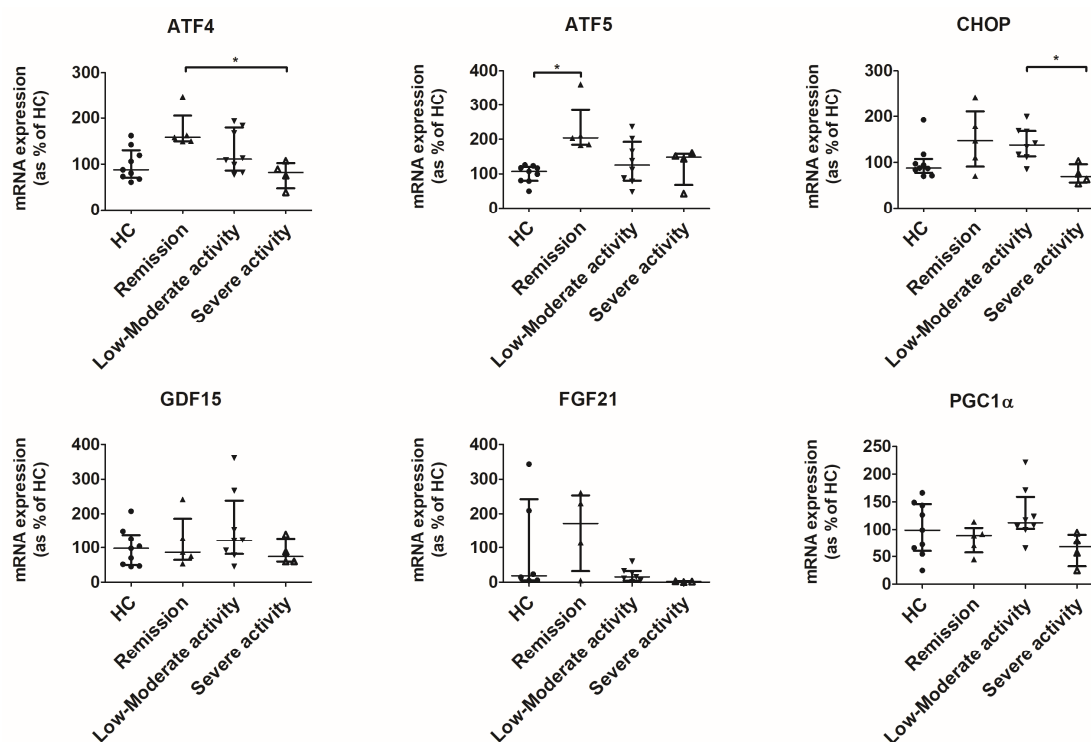 ATF4
mRNA expression
(as % of HC)
300
200
100
0
*
HC
Remission
Low-Moderate activity
Severe activity
ATF5
mRNA expression
(as % of HC)
400
300
200
100
0
*
HC
Remission
Low-Moderate activity
Severe activity
CHOP
mRNA expression
(as % of HC)
300
200
100
0
*
HC
Remission
Low-Moderate activity
Severe activity
GDF15
mRNA expression
(as % of HC)
400
300
200
100
0
HC
Remission
Low-Moderate activity
Severe activity
FGF21
mRNA expression
(as % of HC)
400
300
200
100
0
HC
Remission
Low-Moderate activity
Severe activity
PGC1α
mRNA expression
(as % of HC)
250
200
150
100
50
0
HC
Remission
Low-Moderate activity
Severe activity